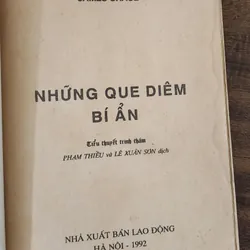 NHỮNG QUE DIÊM
BÍ ẨN
Tiểu thuyết trinh thám
PHẠM THIỀU và LÊ XUÂN SƠN dịch
NHÀ XUẤT BẢN LAO ĐỘNG
HÀ NỘI - 1992